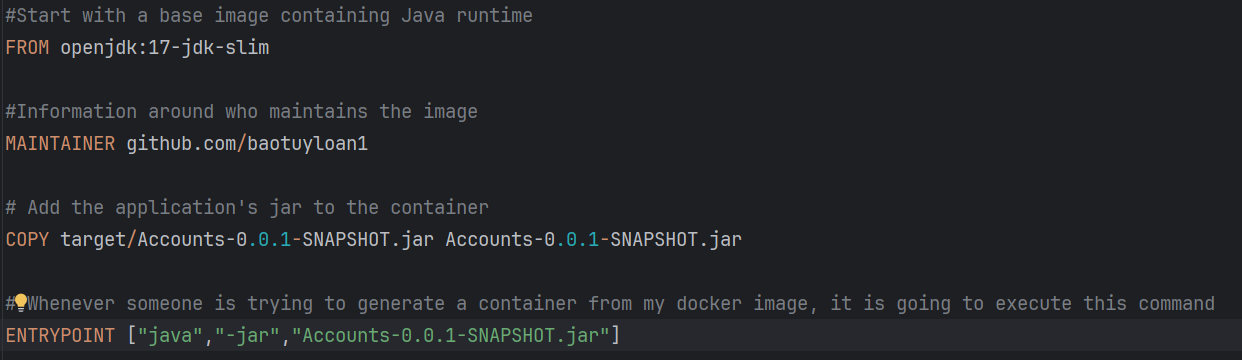 #Start with a base image containing Java runtime
FROM openjdk:17-jdk-slim
#Information around who maintains the image
MAINTAINER github.com/baotuyloan1
# Add the application's jar to the container
COPY target/Accounts-0.0.1-SNAPSHOT.jar Accounts-0.0.1-SNAPSHOT.jar
# Whenever someone is trying to generate a container from my docker image, it is going to execute this command
ENTRYPOINT ["java","-jar","Accounts-0.0.1-SNAPSHOT.jar"]